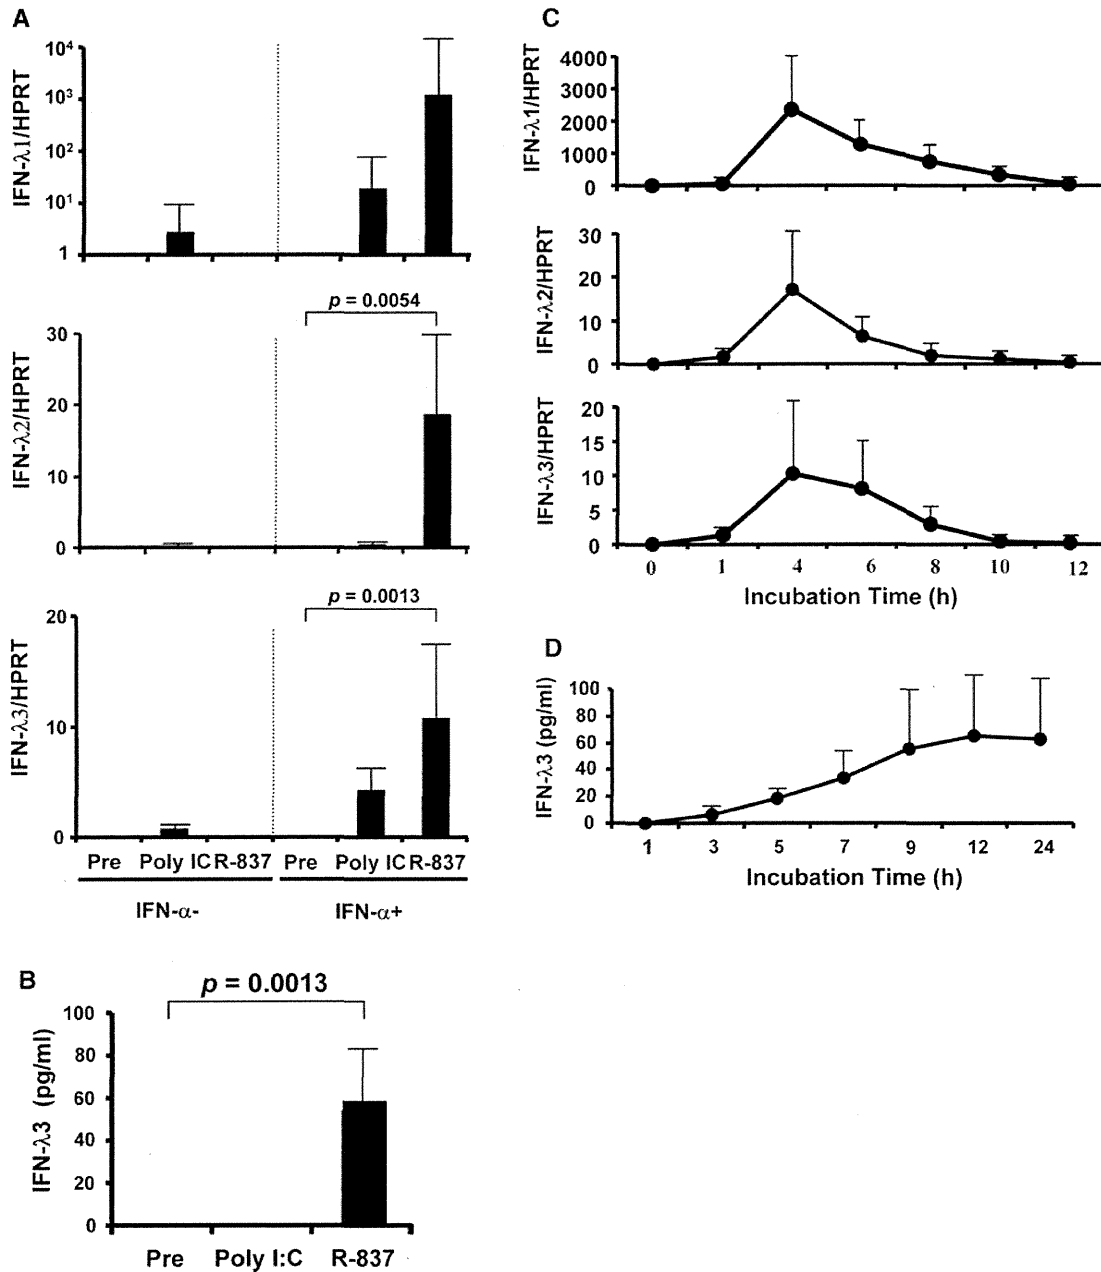 A
IFN-λ1/HPRT
10⁴
10³
10²
10¹
1
p = 0.0054
IFN-λ2/HPRT
30
20
10
0
p = 0.0013
IFN-λ3/HPRT
20
10
0
Pre Poly IC R-837 Pre Poly IC R-837
IFN-α- IFN-α+
B
p = 0.0013
IFN-λ3 (pg/ml)
100
80
60
40
20
0
Pre Poly I:C R-837
C
IFN-λ1/HPRT
4000
3000
2000
1000
0
IFN-λ2/HPRT
30
20
10
0
IFN-λ3/HPRT
20
15
10
5
0
0 1 4 6 8 10 12
Incubation Time (h)
D
IFN-λ3 (pg/ml)
100
80
60
40
20
0
1 3 5 7 9 12 24
Incubation Time (h)